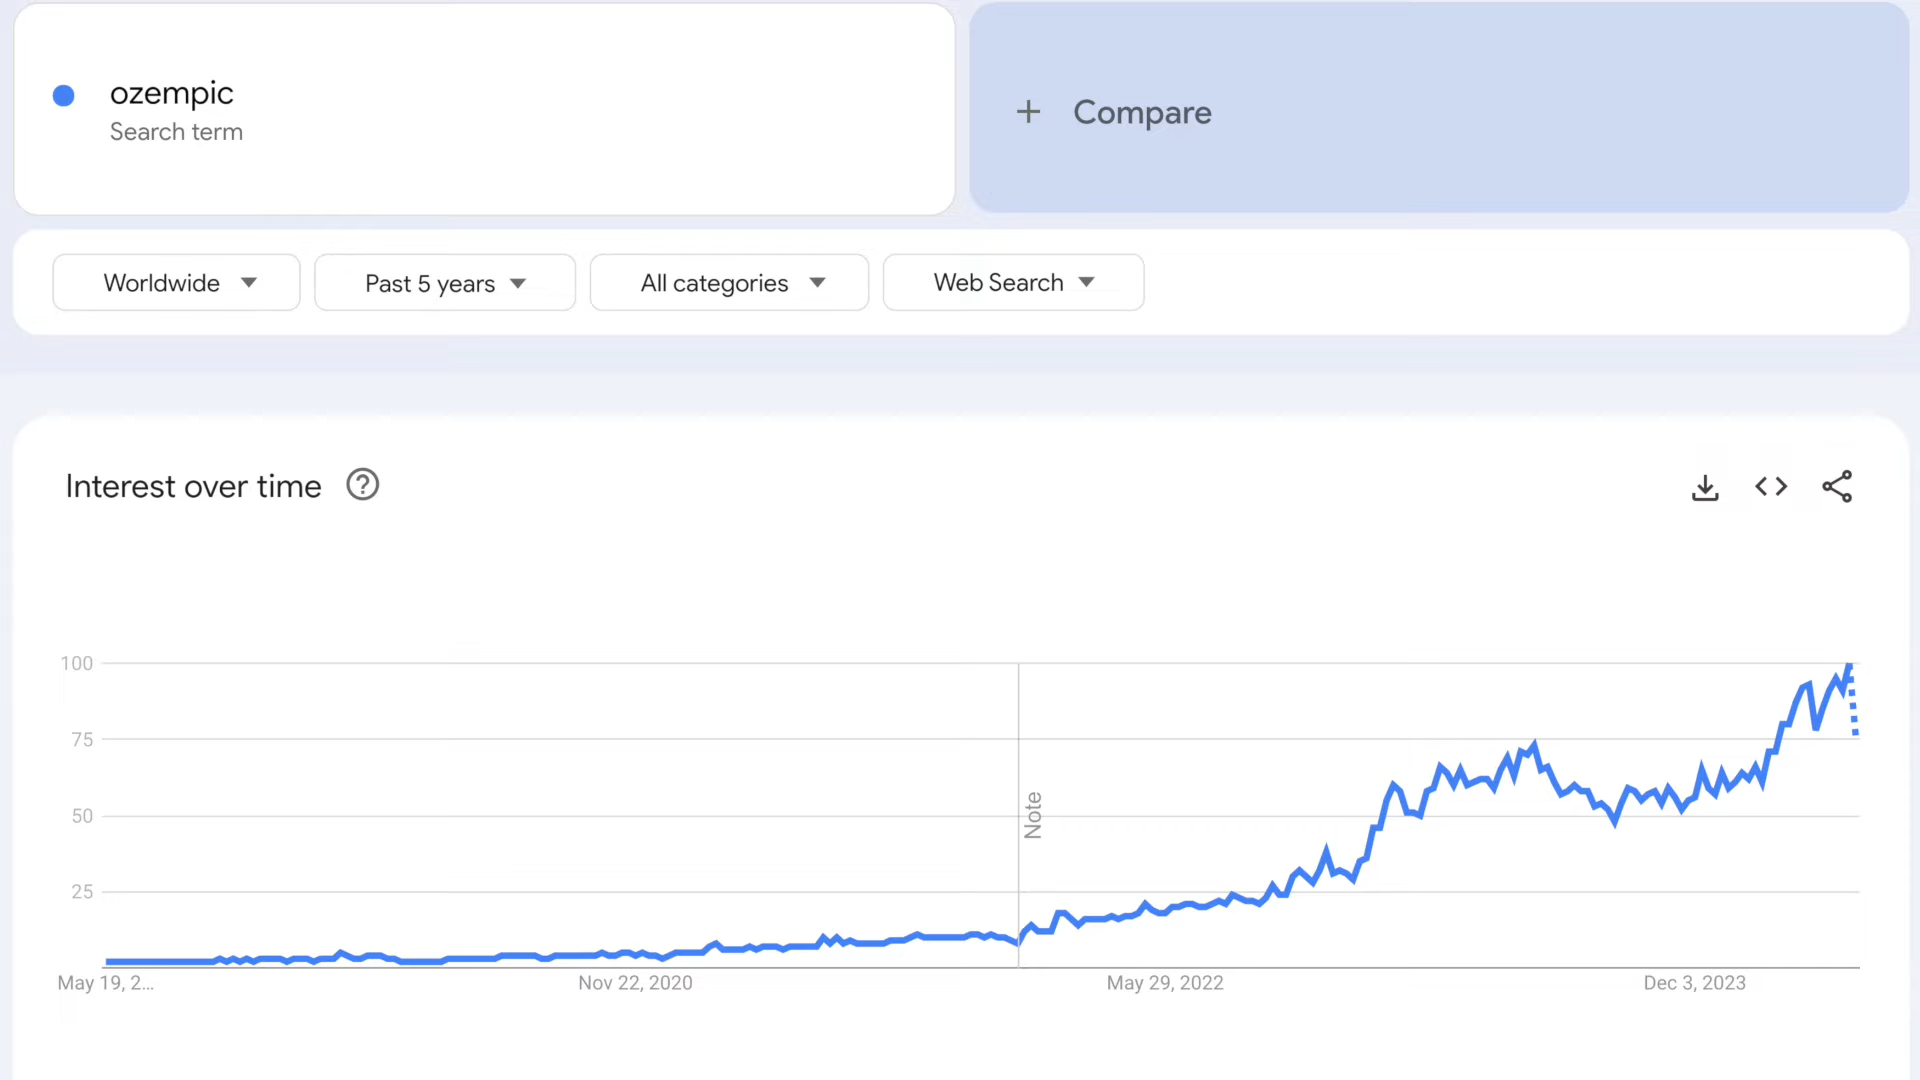 ozempic
Search term
+ Compare
Worldwide
Past 5 years
All categories
Web Search
Interest over time ?
100
75
50
25
Note
May 19, 2...
Nov 22, 2020
May 29, 2022
Dec 3, 2023